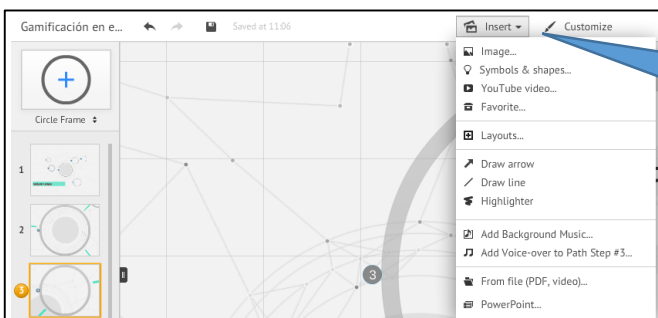 Gamificación en e... Saved at 11:06 Insert Customize
Image...
Symbols & shapes...
YouTube video...
Favorite...
Layouts...
Draw arrow
Draw line
Highlighter
Add Background Music...
Add Voice-over to Path Step #3...
From file (PDF, video)...
PowerPoint...
Circle Frame
1
2
3
3